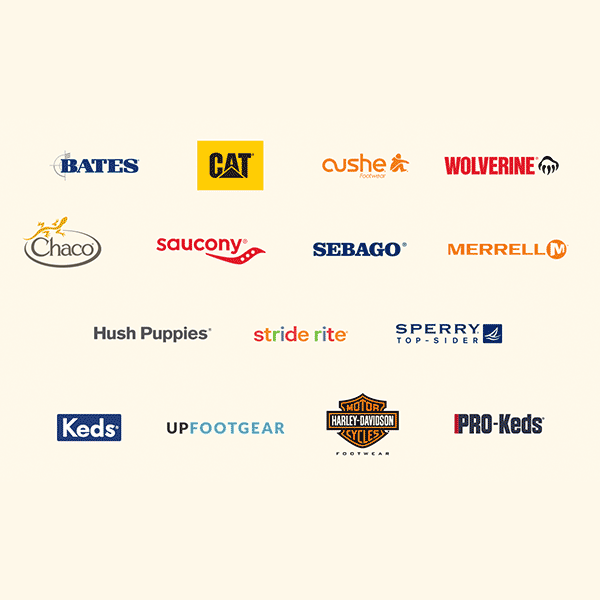 BATES
CAT
cushe
footwear
WOLVERINE®
Chaco®
saucony®
SEBAGO®
MERRELL M
Hush Puppies®
stride rite®
SPERRY
TOP-SIDER
Keds®
UPFOOTGEAR
MOTOR
HARLEY-DAVIDSON
CYCLES
FOOTWEAR
PRO-Keds®